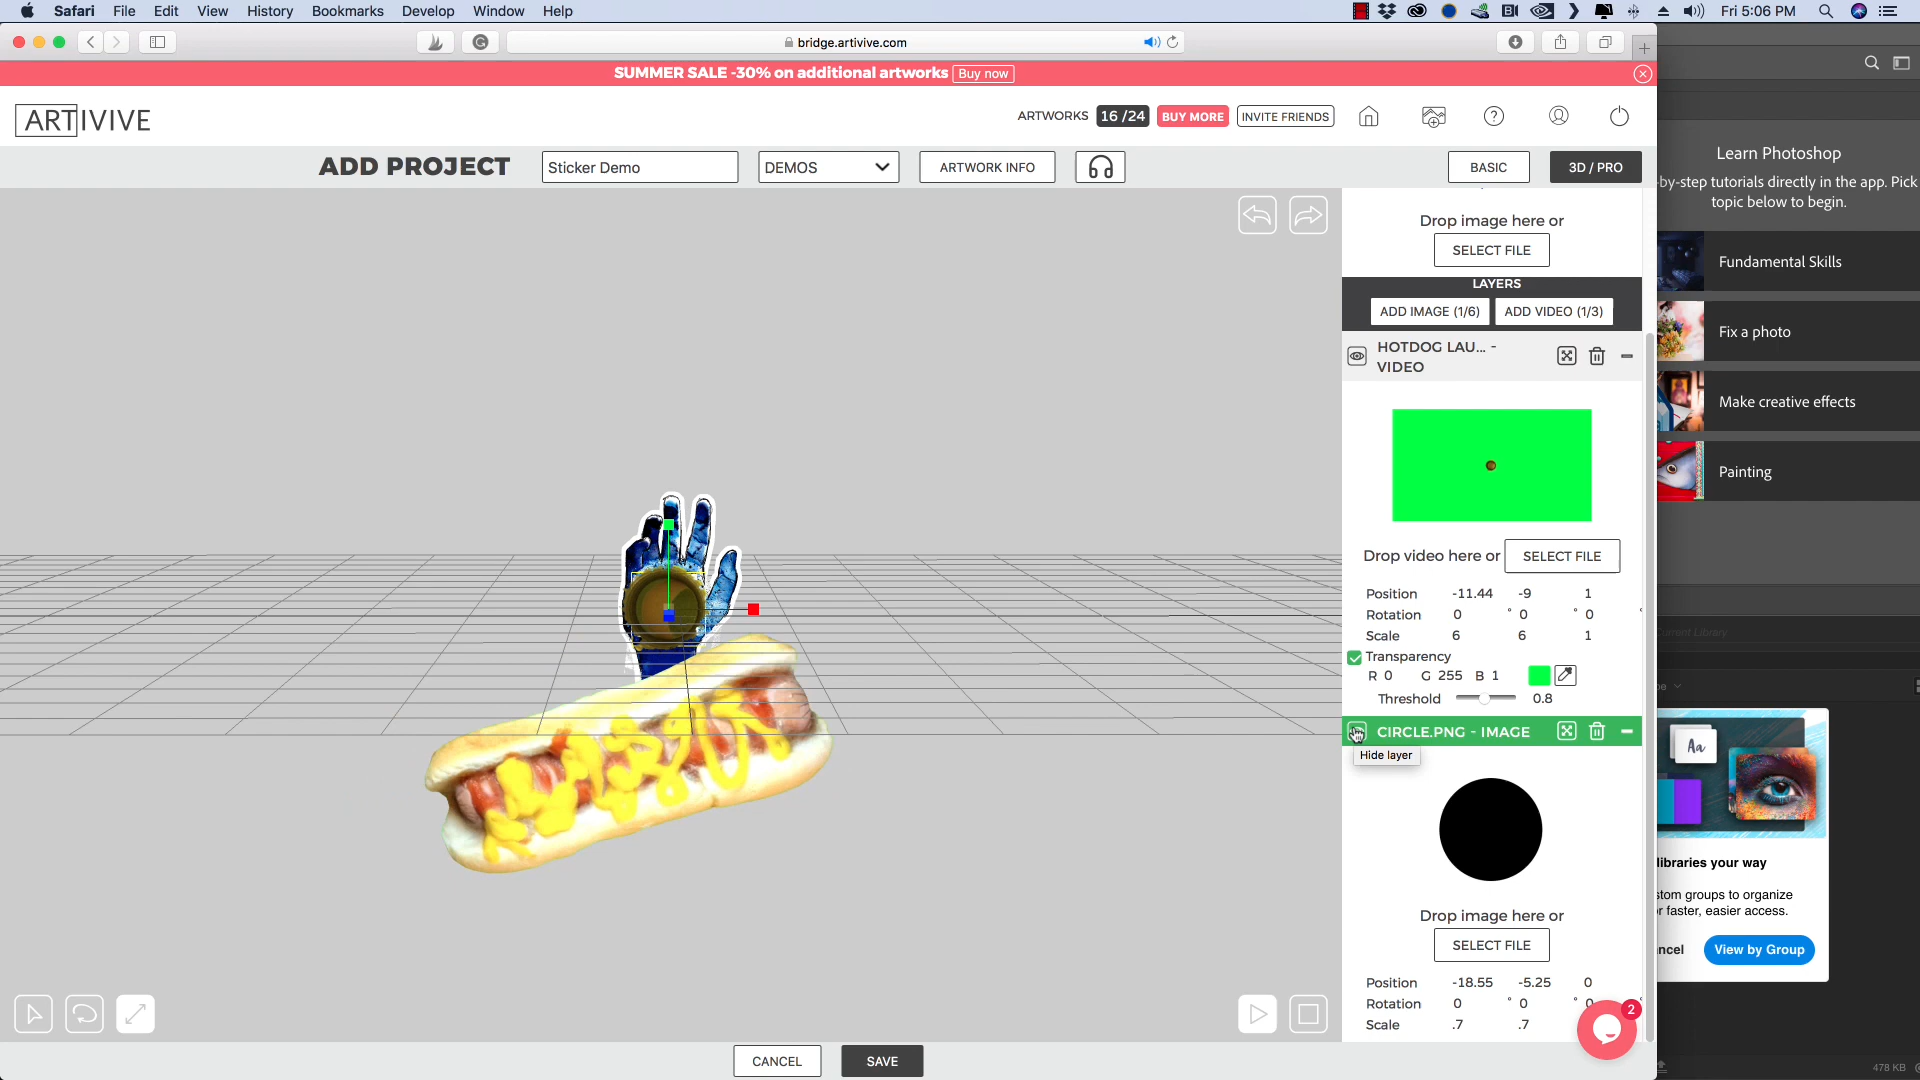 Safari File Edit View History Bookmarks Develop Window Help Fri 5:06 PM
bridge.artivive.com
SUMMER SALE -30% on additional artworks Buy now
ARTIVIVE
ARTWORKS 16 /24 BUY MORE INVITE FRIENDS
ADD PROJECT Sticker Demo DEMOS ARTWORK INFO BASIC 3D / PRO
Drop image here or
SELECT FILE
LAYERS
ADD IMAGE (1/6) ADD VIDEO (1/3)
HOTDOG LAU... -
VIDEO
Drop video here or SELECT FILE
Position -11.44 -9 1
Rotation 0 ° 0 ° 0 °
Scale 6 6 1
Transparency
R 0 G 255 B 1
Threshold 0.8
CIRCLE.PNG - IMAGE
Hide layer
Drop image here or
SELECT FILE
Position -18.55 -5.25 0
Rotation 0 ° 0 ° 0
Scale .7 .7
2
CANCEL SAVE
Learn Photoshop
-by-step tutorials directly in the app. Pick
topic below to begin.
Fundamental Skills
Fix a photo
Make creative effects
Painting
Current Library
Aa
libraries your way
stom groups to organize
r faster, easier access.
ncel View by Group
478 KB